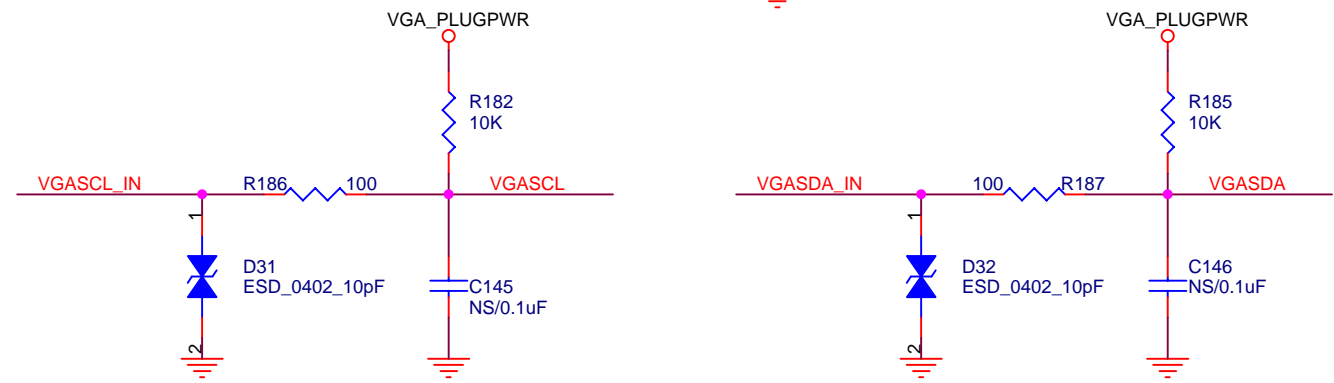 VGA_PLUGPWR
R182
10K
VGASCL_IN
R186
100
VGASCL
1
D31
ESD_0402_10pF
C145
NS/0.1uF
2
VGA_PLUGPWR
R185
10K
VGASDA_IN
100
R187
VGASDA
1
D32
ESD_0402_10pF
C146
NS/0.1uF
2